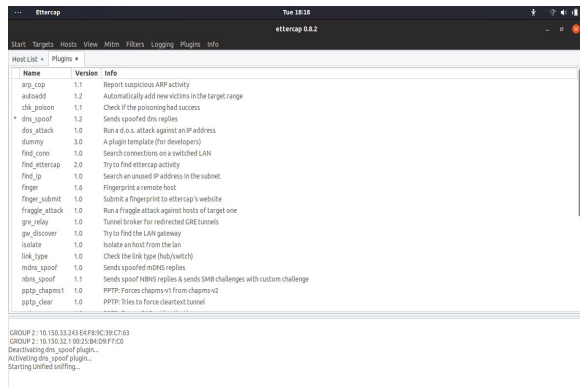 ... Ettercap Tue 18:18
ettercap 0.8.2
Start Targets Hosts View Mitm Filters Logging Plugins Info
Host List × Plugins ×
Name Version Info
arp_cop 1.1 Report suspicious ARP activity
autoadd 1.2 Automatically add new victims in the target range
chk_poison 1.1 Check if the poisoning had success
* dns_spoof 1.2 Sends spoofed dns replies
dos_attack 1.0 Run a d.o.s. attack against an IP address
dummy 3.0 A plugin template (for developers)
find_conn 1.0 Search connections on a switched LAN
find_ettercap 2.0 Try to find ettercap activity
find_ip 1.0 Search an unused IP address in the subnet
finger 1.6 Fingerprint a remote host
finger_submit 1.0 Submit a fingerprint to ettercap's website
fraggle_attack 1.0 Run a fraggle attack against hosts of target one
gre_relay 1.0 Tunnel broker for redirected GRE tunnels
gw_discover 1.0 Try to find the LAN gateway
isolate 1.0 Isolate an host from the lan
link_type 1.0 Check the link type (hub/switch)
mdns_spoof 1.0 Sends spoofed mDNS replies
nbns_spoof 1.1 Sends spoof NBNS replies & sends SMB challenges with custom challenge
pptp_chapms1 1.0 PPTP: Forces chapms-v1 from chapms-v2
pptp_clear 1.0 PPTP: Tries to force cleartext tunnel
GROUP 2 : 10.150.33.243 E4:F8:9C:39:C7:63
GROUP 2 : 10.150.32.1 00:25:B4:D9:F7:C0
Deactivating dns_spoof plugin...
Activating dns_spoof plugin...
Starting Unified sniffing...